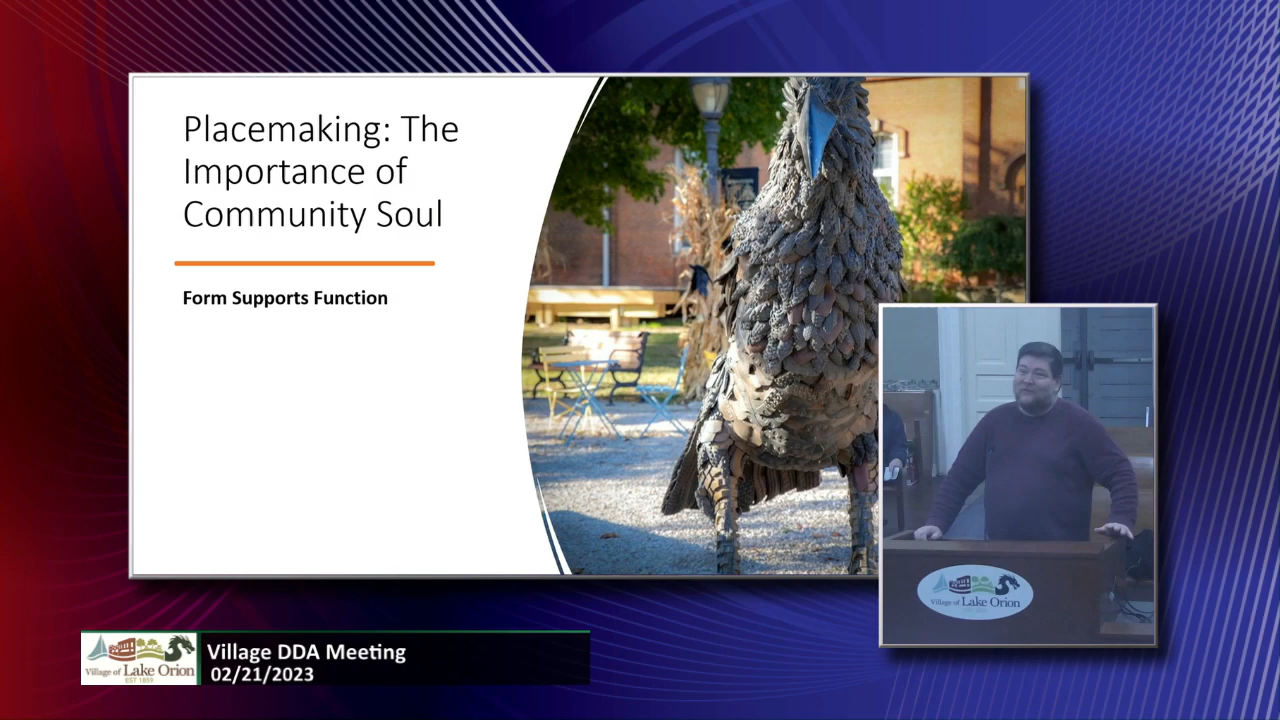 Placemaking: The
Importance of
Community Soul
Form Supports Function
Village of Lake Orion
Village of Lake Orion
EST 1859
Village DDA Meeting
02/21/2023